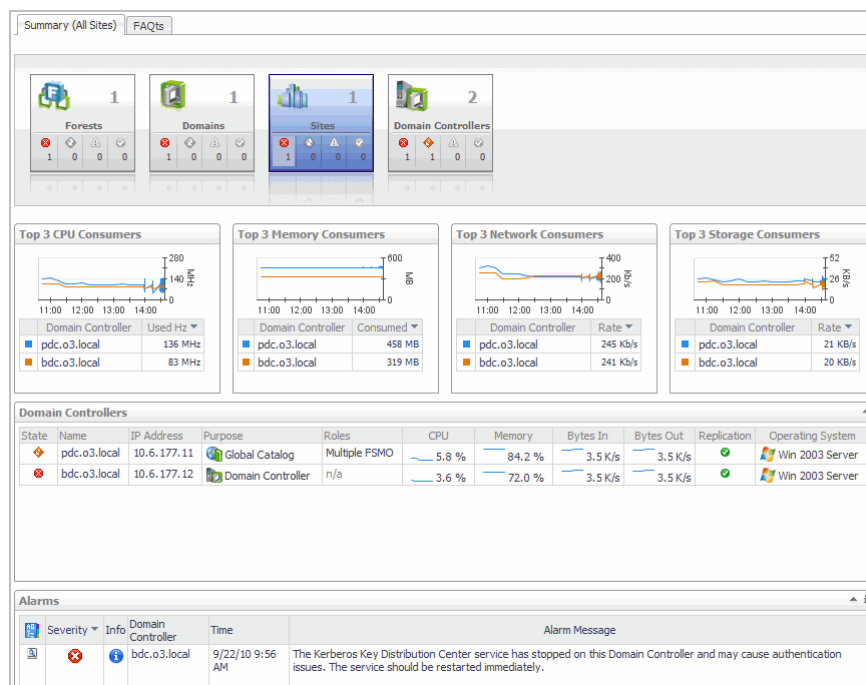 Summary (All Sites) FAQts
1 1 1 2
Forests Domains Sites Domain Controllers
1 0 0 0 1 0 0 0 1 0 0 0 1 1 0 0
Top 3 CPU Consumers Top 3 Memory Consumers Top 3 Network Consumers Top 3 Storage Consumers
280 600 400 52
140 MHz MB 200 Kb/s 26 KB/s
0 0 0 0
11:00 12:00 13:00 14:00 11:00 12:00 13:00 14:00 11:00 12:00 13:00 14:00 11:00 12:00 13:00 14:00
Domain Controller Used Hz Domain Controller Consumed Domain Controller Rate Domain Controller Rate
pdc.o3.local 136 MHz pdc.o3.local 458 MB pdc.o3.local 245 Kb/s pdc.o3.local 21 KB/s
bdc.o3.local 83 MHz bdc.o3.local 319 MB bdc.o3.local 241 Kb/s bdc.o3.local 20 KB/s
Domain Controllers
State Name IP Address Purpose Roles CPU Memory Bytes In Bytes Out Replication Operating System
pdc.o3.local 10.6.177.11 Global Catalog Multiple FSMO 5.8 % 84.2 % 3.5 K/s 3.5 K/s Win 2003 Server
bdc.o3.local 10.6.177.12 Domain Controller n/a 3.6 % 72.0 % 3.5 K/s 3.5 K/s Win 2003 Server
Alarms
Severity Info Domain Controller Time Alarm Message
bdc.o3.local 9/22/10 9:56 AM The Kerberos Key Distribution Center service has stopped on this Domain Controller and may cause authentication
issues. The service should be restarted immediately.